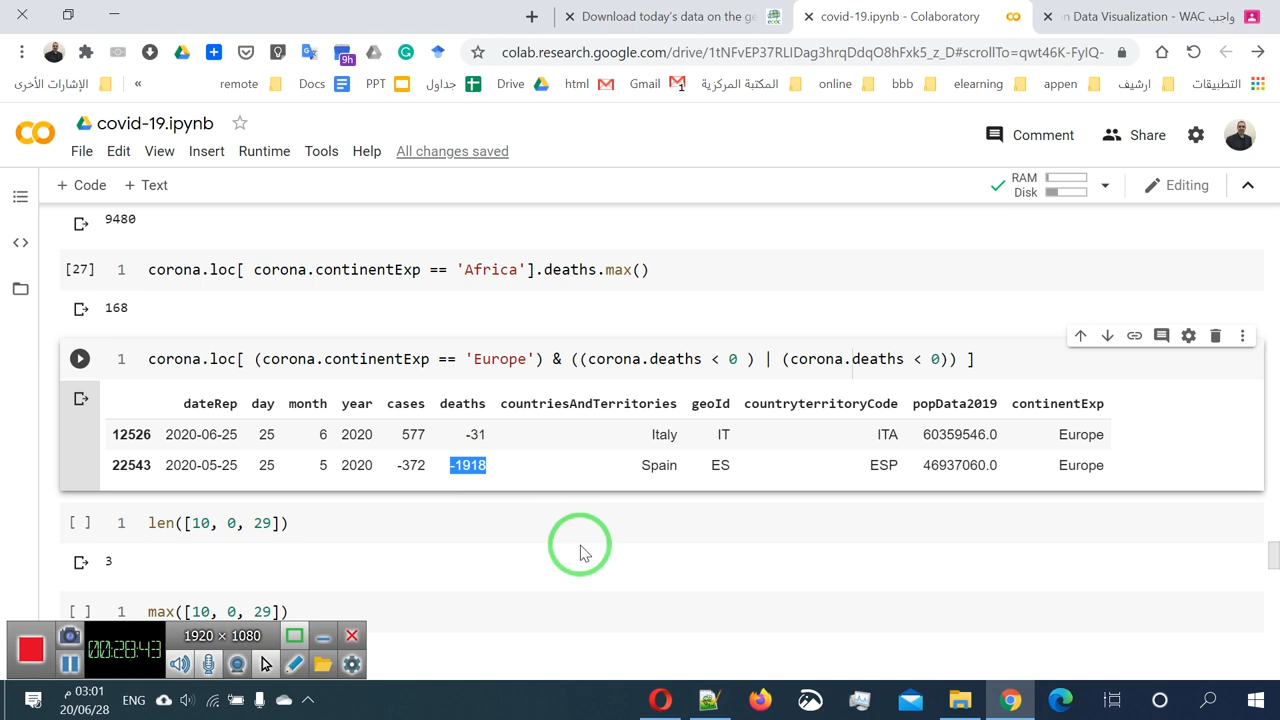 Download today's data on the ge
covid-19.ipynb - Colaboratory
n Data Visualization - WAC واجب
9h
colab.research.google.com/drive/1tNFvEP37RLIDag3hrqDdqO8hFxk5_z_D#scrollTo=qwt46K-FyIQ-
الإشارات الأخرى
«
remote
Docs
PPT
جداول
Drive
html
Gmail
المكتبة المركزية
online
bbb
elearning
appen
ارشيف
التطبيقات
covid-19.ipynb
Comment
Share
File Edit View Insert Runtime Tools Help All changes saved
+ Code + Text
RAM
Disk
Editing
9480
[27] 1 corona.loc[ corona.continentExp == 'Africa'].deaths.max()
168
1 corona.loc[ (corona.continentExp == 'Europe') & ((corona.deaths < 0 ) | (corona.deaths < 0)) ]
dateRep day month year cases deaths countriesAndTerritories geoId countryterritoryCode popData2019 continentExp
12526 2020-06-25 25 6 2020 577 -31 Italy IT ITA 60359546.0 Europe
22543 2020-05-25 25 5 2020 -372 -1918 Spain ES ESP 46937060.0 Europe
[ ] 1 len([10, 0, 29])
3
[ ] 1 max([10, 0, 29])
00:28:43
1920 × 1080
03:01 م
20/06/28
ENG